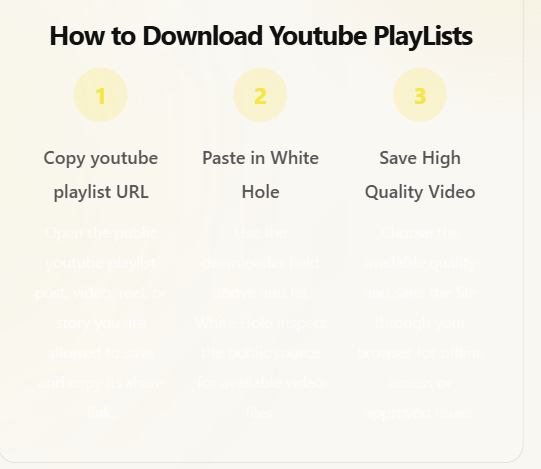 How to Download Youtube PlayLists
1
2
3
Copy youtube
playlist URL
Paste in White
Hole
Save High
Quality Video
Open the public
youtube playlist
post, video, reel, or
story you are
allowed to save
and copy its share
link.
Use the
downloader field
above and let
White Hole inspect
the public source
for available video
files.
Choose the
available quality
and save the file
through your
browser for offline
access or
approved reuse.